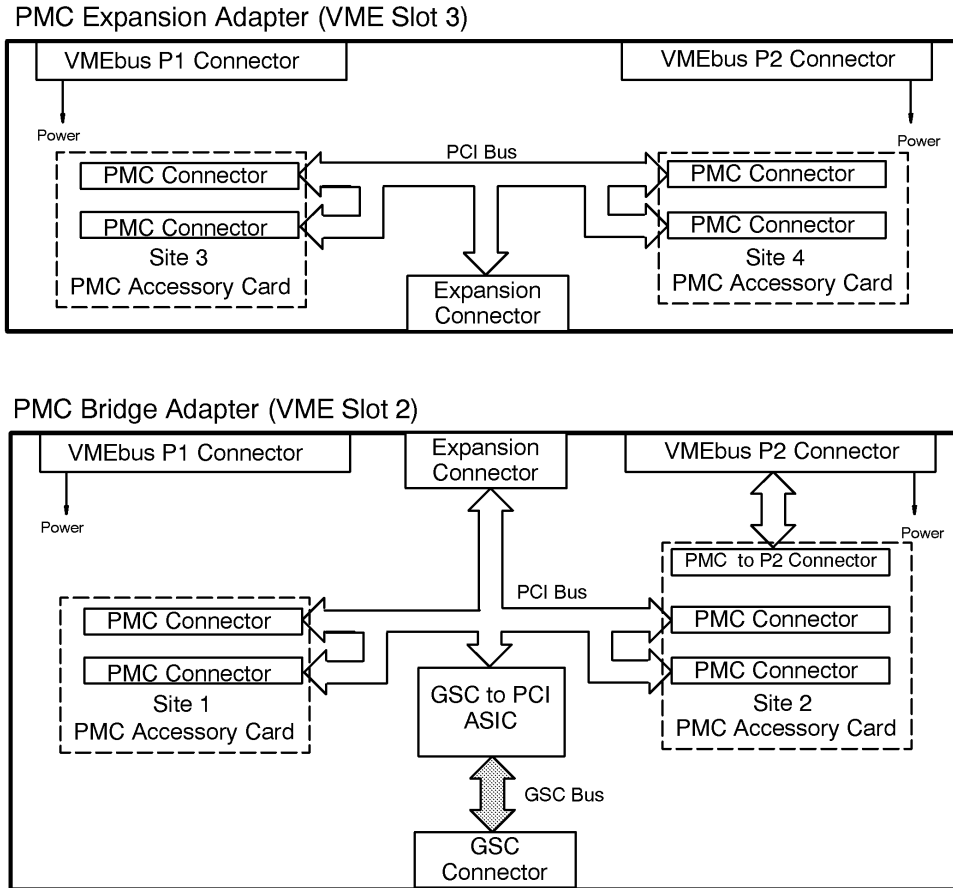 PMC Expansion Adapter (VME Slot 3)
VMEbus P1 Connector
VMEbus P2 Connector
Power
Power
PCI Bus
PMC Connector
PMC Connector
PMC Connector
PMC Connector
Site 3
PMC Accessory Card
Site 4
PMC Accessory Card
Expansion
Connector
PMC Bridge Adapter (VME Slot 2)
VMEbus P1 Connector
Expansion
Connector
VMEbus P2 Connector
Power
Power
PMC to P2 Connector
PCI Bus
PMC Connector
PMC Connector
PMC Connector
PMC Connector
Site 1
PMC Accessory Card
GSC to PCI
ASIC
Site 2
PMC Accessory Card
GSC Bus
GSC
Connector